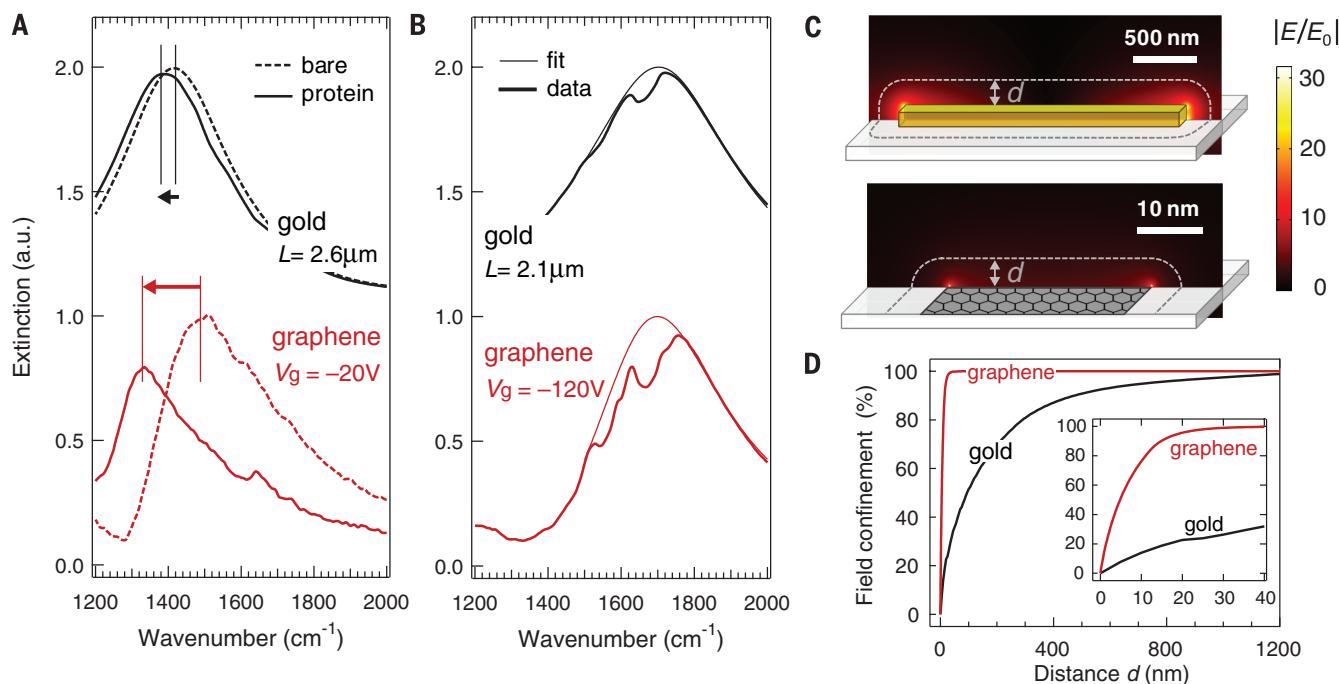 A
Extinction (a.u.)
2.0
1.5
1.0
0.5
0.0
bare
protein
gold
L= 2.6μm
graphene
Vg = −20V
1200 1400 1600 1800 2000
Wavenumber (cm-1)
B
2.0
1.5
1.0
0.5
0.0
fit
data
gold
L= 2.1μm
graphene
Vg = −120V
1200 1400 1600 1800 2000
Wavenumber (cm-1)
C
500 nm
d
10 nm
d
|E/E0|
30
20
10
0
D
Field confinement (%)
100
80
60
40
20
0
graphene
gold
0 400 800 1200
Distance d (nm)
100
80
60
40
20
0
graphene
gold
0 10 20 30 40